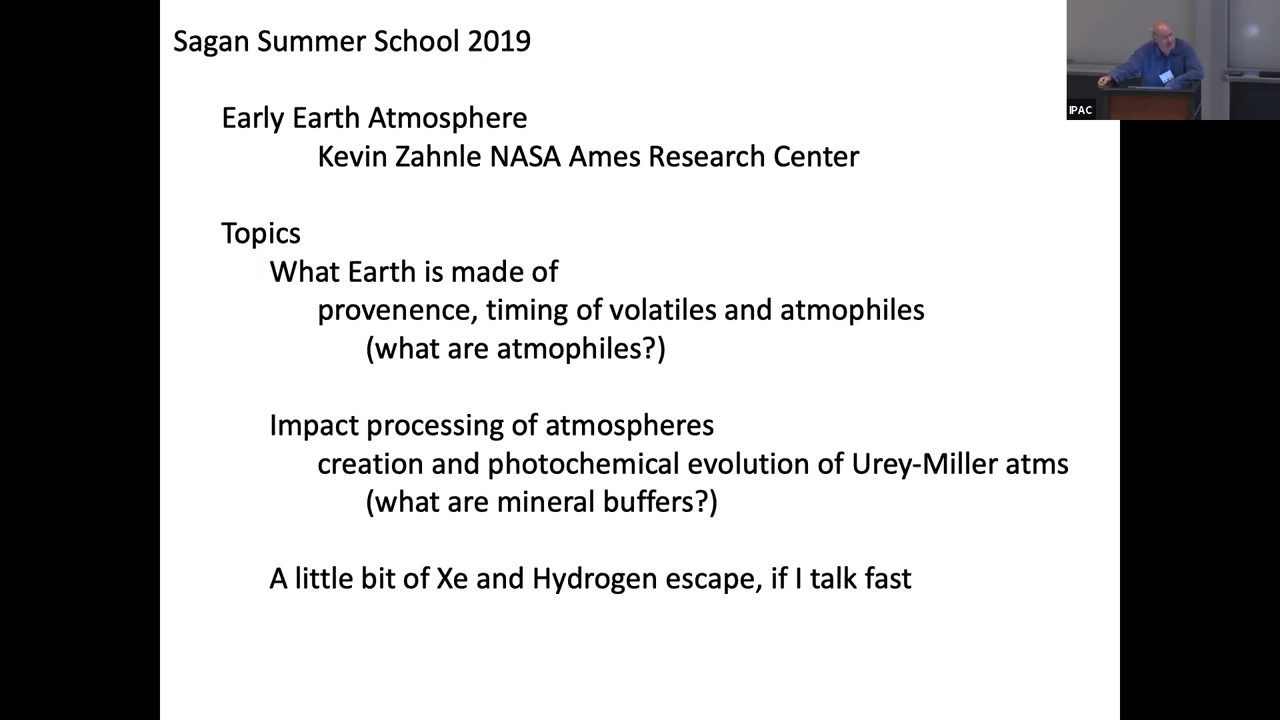 Sagan Summer School 2019
Early Earth Atmosphere
Kevin Zahnle NASA Ames Research Center
Topics
What Earth is made of
provenence, timing of volatiles and atmophiles
(what are atmophiles?)
Impact processing of atmospheres
creation and photochemical evolution of Urey-Miller atms
(what are mineral buffers?)
A little bit of Xe and Hydrogen escape, if I talk fast
IPAC